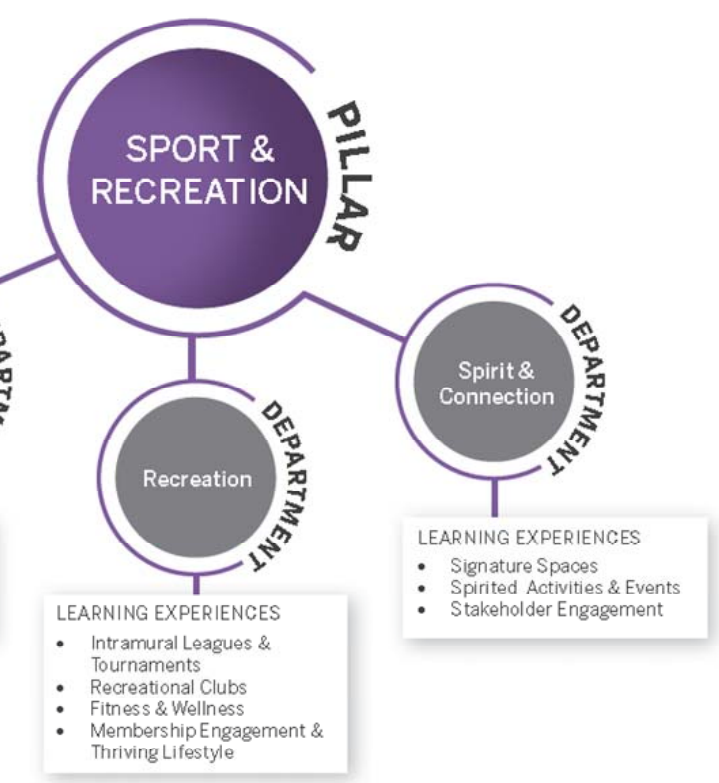 SPORT &
RECREATION
PILLAR
Spirit &
Connection
DEPARTMENT
Recreation
DEPARTMENT
LEARNING EXPERIENCES
• Signature Spaces
• Spirited Activities & Events
• Stakeholder Engagement
LEARNING EXPERIENCES
• Intramural Leagues &
Tournaments
• Recreational Clubs
• Fitness & Wellness
• Membership Engagement &
Thriving Lifestyle